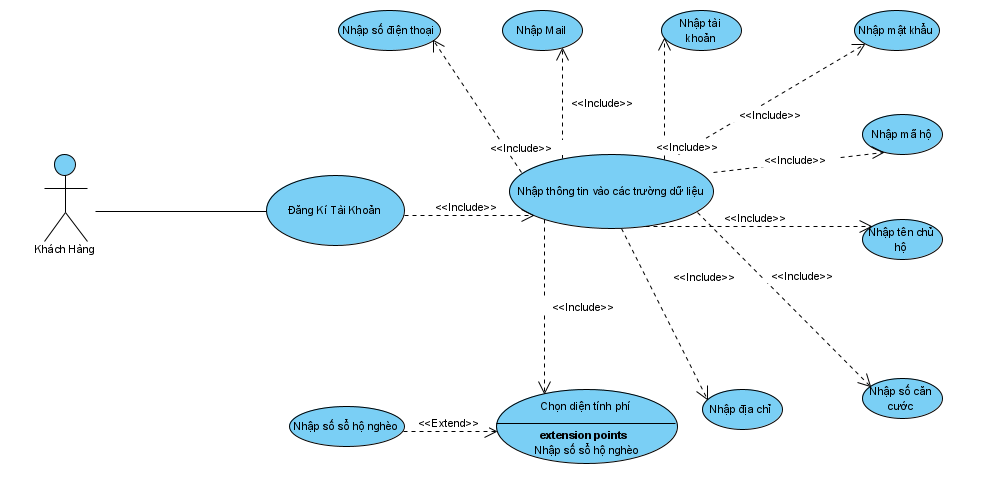 Nhập số điện thoại
Nhập Mail
Nhập tài
khoản
Nhập mật khẩu
<<Include>>
<<Include>>
Nhập mã hộ
<<Include>>
<<Include>>
<<Include>>
Nhập thông tin vào các trường dữ liệu
Khách Hàng
Đăng Kí Tài Khoản
<<Include>>
<<Include>>
Nhập tên chủ
hộ
<<Include>>
<<Include>>
<<Include>>
Nhập số căn
cước
Chọn diện tính phí
Nhập địa chỉ
Nhập số sổ hộ nghèo
<<Extend>>
extension points
Nhập số sổ hộ nghèo